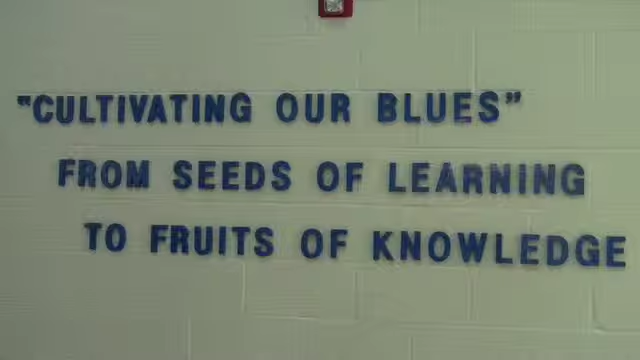 "CULTIVATING OUR BLUES"
FROM SEEDS OF LEARNING
TO FRUITS OF KNOWLEDGE